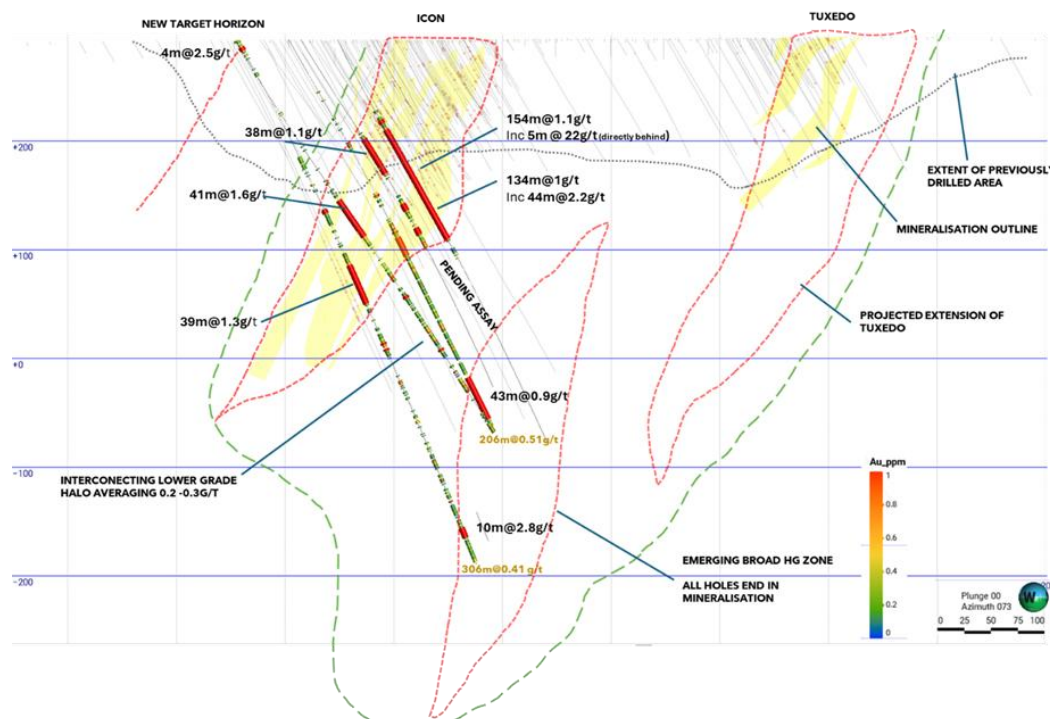 NEW TARGET HORIZON
ICON
TUXEDO
4m@2.5g/t
38m@1.1g/t
154m@1.1g/t
Inc 5m @ 22g/t (directly behind)
+200
134m@1g/t
Inc 44m@2.2g/t
41m@1.6g/t
EXTENT OF PREVIOUSLY
DRILLED AREA
MINERALISATION OUTLINE
+100
PENDING ASSAY
39m@1.3g/t
PROJECTED EXTENSION OF
TUXEDO
+0
43m@0.9g/t
206m@0.51g/t
-100
INTERCONECTING LOWER GRADE
HALO AVERAGING 0.2 -0.3G/T
Au_ppm
1
0.8
0.6
0.4
0.2
0
10m@2.8g/t
306m@0.41 g/t
EMERGING BROAD HG ZONE
ALL HOLES END IN
MINERALISATION
-200
Plunge 00
Azimuth 073
W
0 25 50 75 100